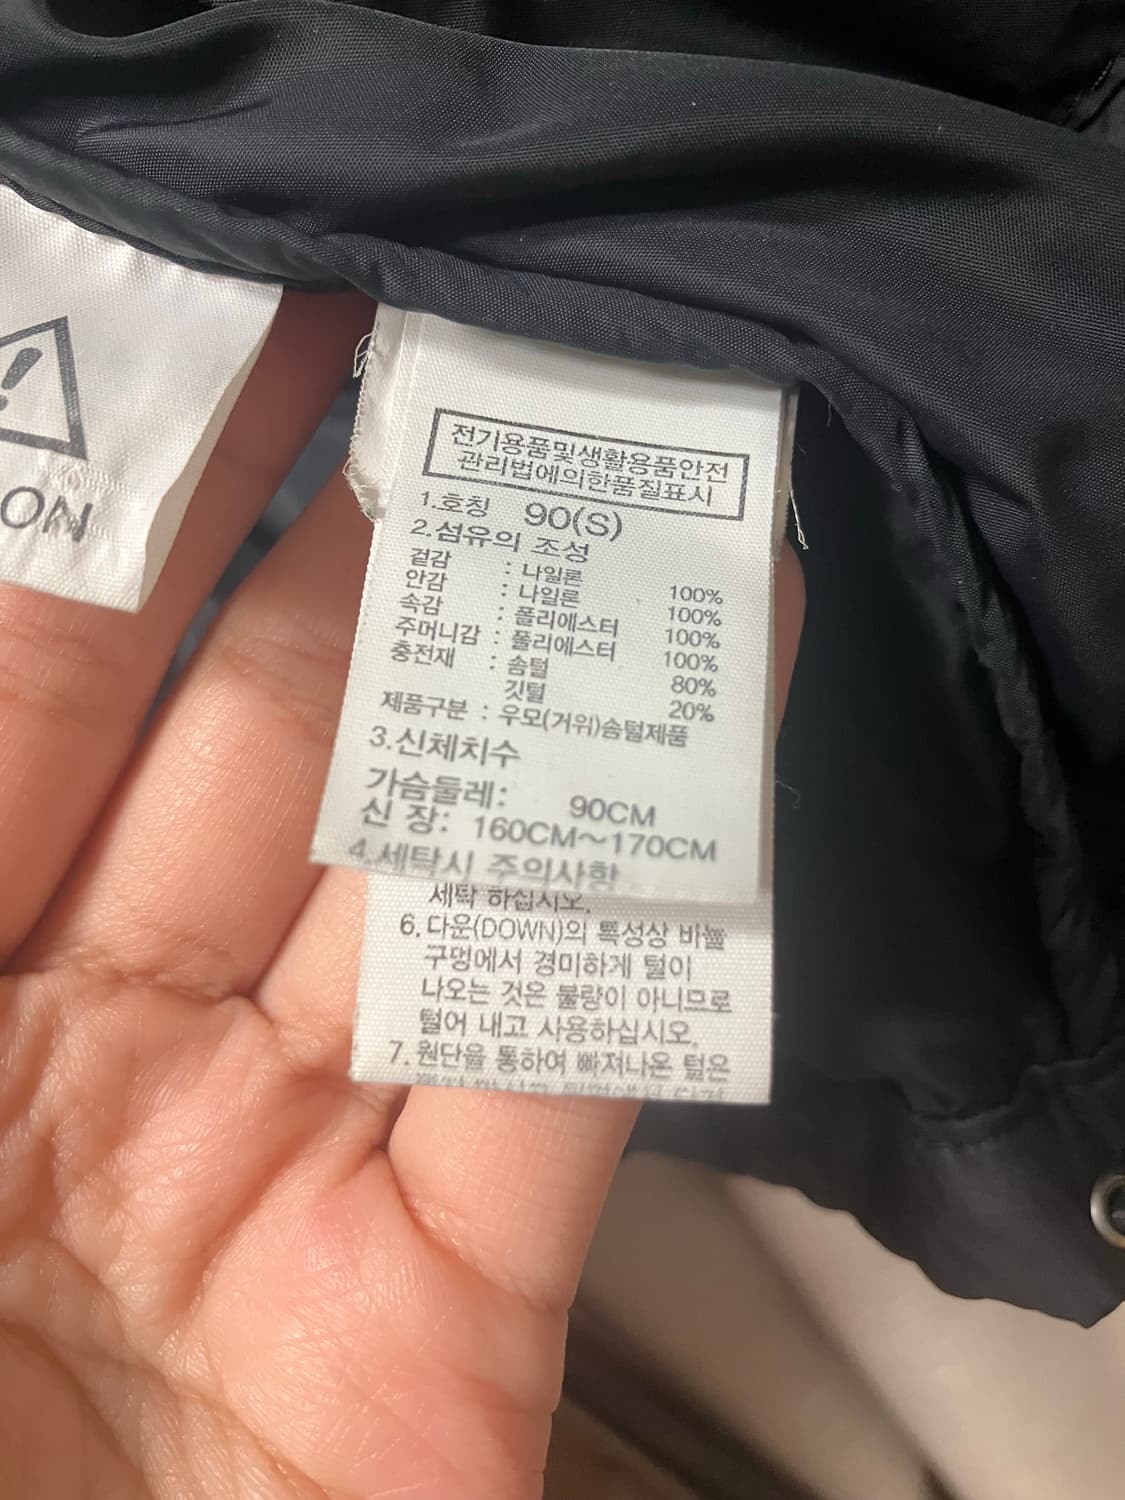 ON
전기용품및생활용품안전
관리법에의한품질표시
1.호칭 90(S)
2.섬유의 조성
겉감 : 나일론 100%
안감 : 나일론 100%
속감 : 폴리에스터 100%
주머니감 : 폴리에스터 100%
충전재 : 솜털 80%
깃털 20%
제품구분 : 우모(거위)솜털제품
3.신체치수
가슴둘레: 90CM
신 장: 160CM~170CM
4.세탁시 주의사항
세탁 하십시오.
6.다운(DOWN)의 특성상 바늘
구멍에서 경미하게 털이
나오는 것은 불량이 아니므로
털어 내고 사용하십시오.
7.원단을 통하여 빠져나온 털은